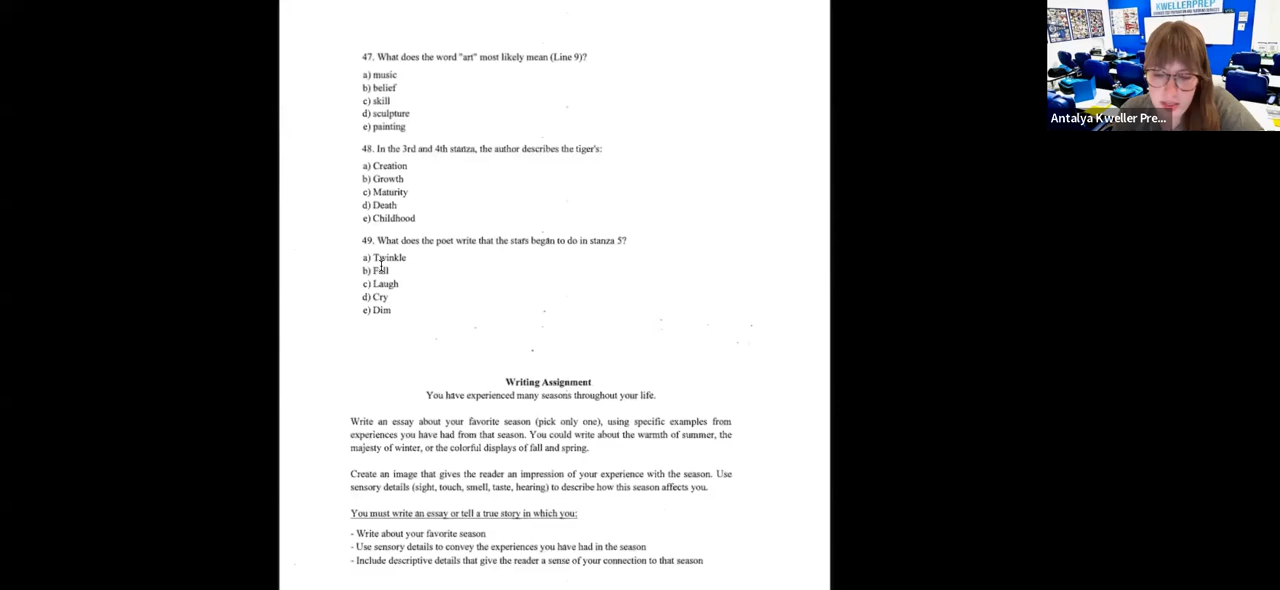 47. What does the word "art" most likely mean (Line 9)?
a) music
b) belief
c) skill
d) sculpture
e) painting
48. In the 3rd and 4th stanza, the author describes the tiger's:
a) Creation
b) Growth
c) Maturity
d) Death
e) Childhood
49. What does the poet write that the stars began to do in stanza 5?
a) Twinkle
b) Fall
c) Laugh
d) Cry
e) Dim
Writing Assignment
You have experienced many seasons throughout your life.
Write an essay about your favorite season (pick only one), using specific examples from
experiences you have had from that season. You could write about the warmth of summer, the
majesty of winter, or the colorful displays of fall and spring.
Create an image that gives the reader an impression of your experience with the season. Use
sensory details (sight, touch, smell, taste, hearing) to describe how this season affects you.
You must write an essay or tell a true story in which you:
- Write about your favorite season
- Use sensory details to convey the experiences you have had in the season
- Include descriptive details that give the reader a sense of your connection to that season
KWELLERPREP
Antalya Kweller Pre...